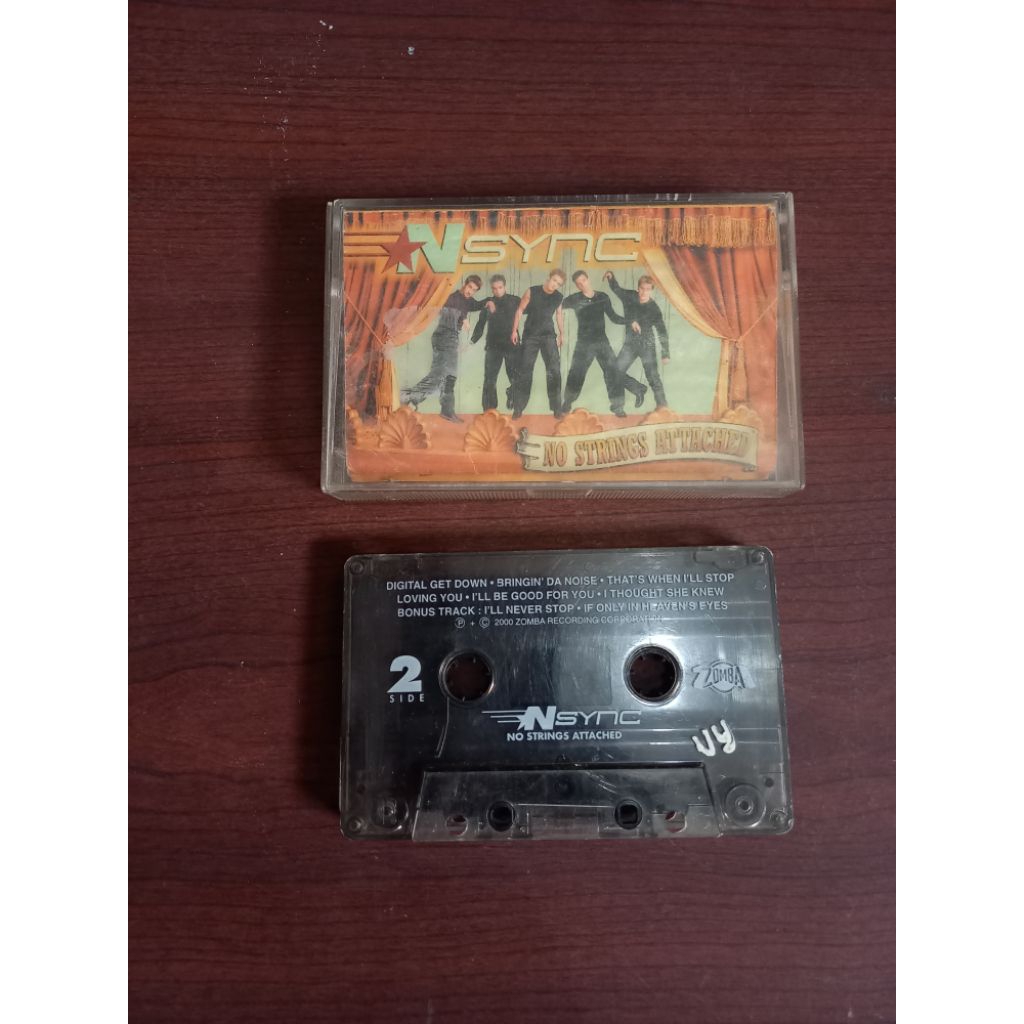 NSYNC
NO STRINGS ATTACHED
DIGITAL GET DOWN • BRINGIN' DA NOISE • THAT'S WHEN I'LL STOP
LOVING YOU • I'LL BE GOOD FOR YOU • I THOUGHT SHE KNEW
BONUS TRACK : I'LL NEVER STOP • IF ONLY IN HEAVEN'S EYES
℗ + © 2000 ZOMBA RECORDING CORPORATION
2
SIDE
ZOMBA
NSYNC
NO STRINGS ATTACHED
VY